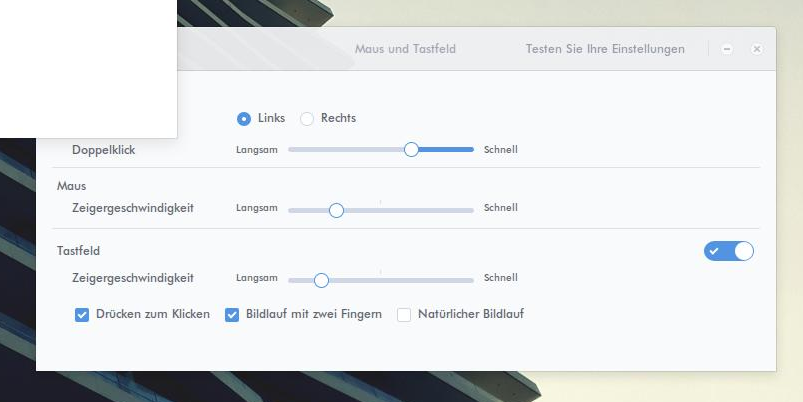 Maus und Tastfeld Testen Sie Ihre Einstellungen
Links Rechts
Doppelklick Langsam Schnell
Maus
Zeigergeschwindigkeit Langsam Schnell
Tastfeld
Zeigergeschwindigkeit Langsam Schnell
Drücken zum Klicken Bildlauf mit zwei Fingern Natürlicher Bildlauf